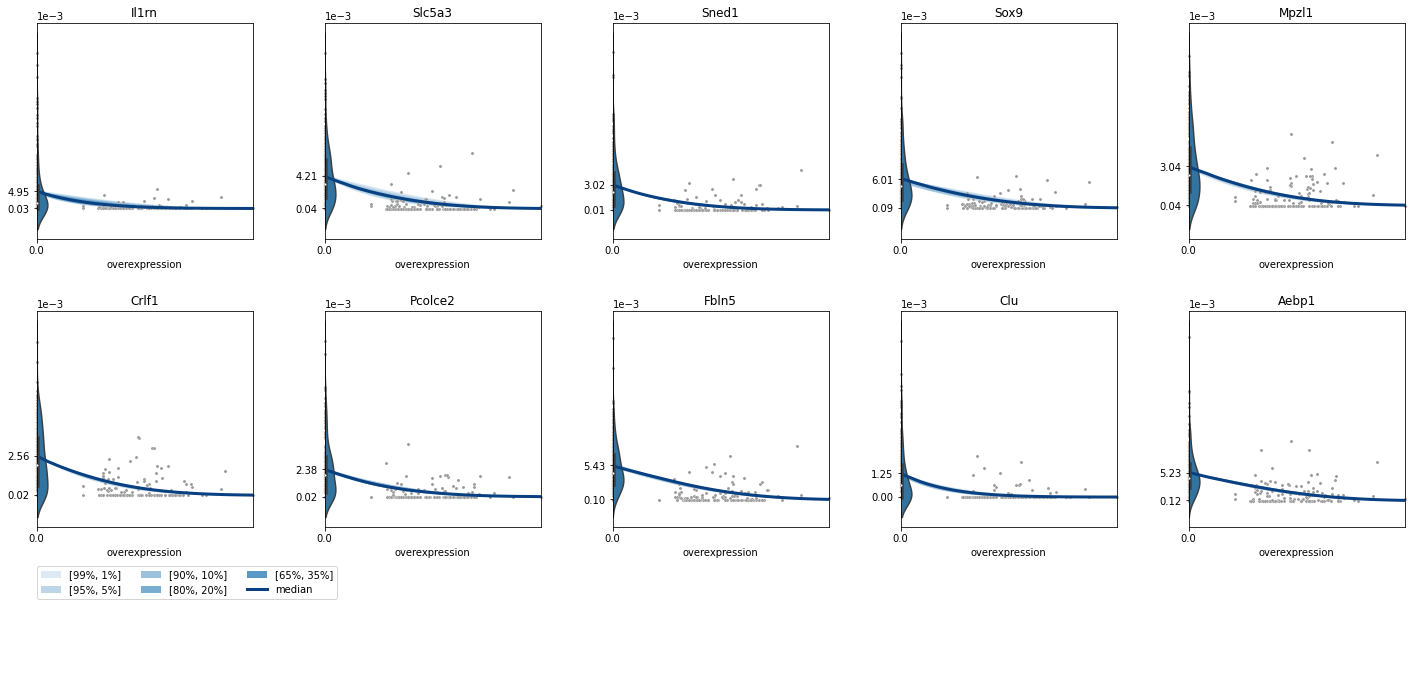 Il1rn
1e−3
4.95
0.03
0.0
overexpression
Slc5a3
1e−3
4.21
0.04
0.0
overexpression
Sned1
1e−3
3.02
0.01
0.0
overexpression
Sox9
1e−3
6.01
0.09
0.0
overexpression
Mpzl1
1e−3
3.04
0.04
0.0
overexpression
Crlf1
1e−3
2.56
0.02
0.0
overexpression
Pcolce2
1e−3
2.38
0.02
0.0
overexpression
Fbln5
1e−3
5.43
0.10
0.0
overexpression
Clu
1e−3
1.25
0.00
0.0
overexpression
Aebp1
1e−3
5.23
0.12
0.0
overexpression
[99%, 1%]
[95%, 5%]
[90%, 10%]
[80%, 20%]
[65%, 35%]
median